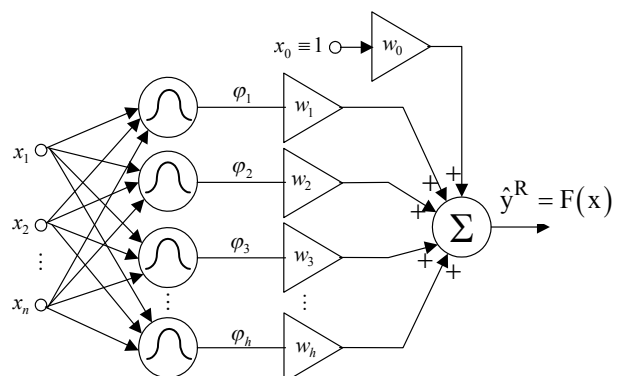 x₀ ≡ 1
w₀
φ₁
w₁
x₁
φ₂
w₂
+
+
+
x₂
φ₃
w₃
Σ
ŷᴿ = F(x)
⋮
+
+
xₙ
⋮
⋮
φₕ
wₕ